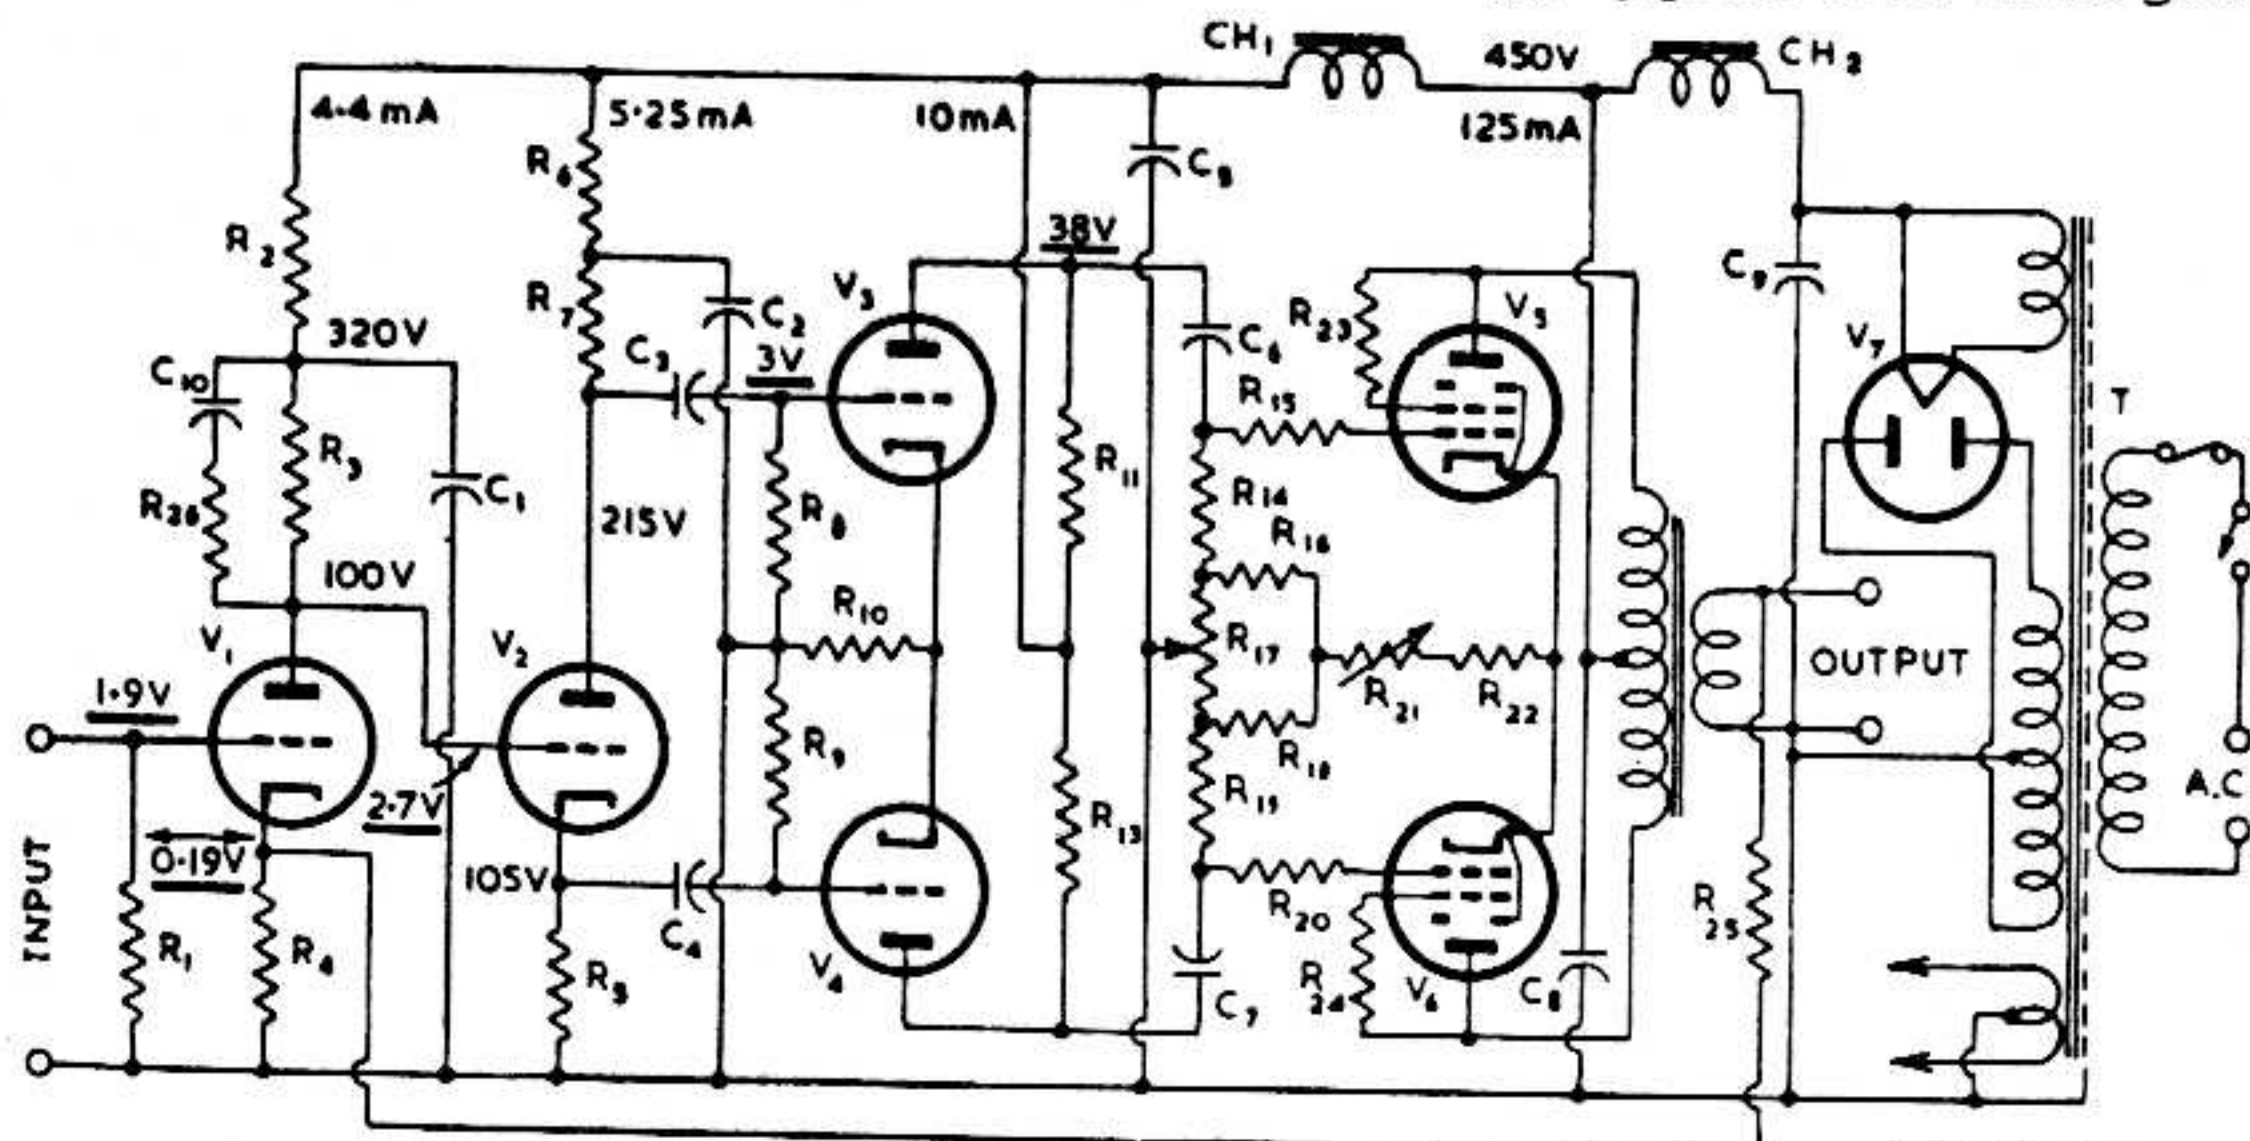 CH₁
450V
CH₂
4·4mA
5·25mA
10mA
125mA
R₆
C₅
R₂
38V
C₉
R₇
C₂
V₃
R₂₃
V₅
320V
C₃
3V
C₆
V₇
C₁₀
R₁₅
T
R₃
C₁
R₁₁
R₁₄
R₂₆
215V
R₈
R₁₆
100V
R₁₀
V₁
V₂
R₁₇
OUTPUT
1·9V
R₂₁
R₂₂
R₉
R₁₈
2·7V
R₁₃
R₁₉
A.C
0·19V
105V
INPUT
R₂₀
R₂₅
R₁
R₄
C₄
R₅
V₄
C₇
R₂₄
V₆
C₈